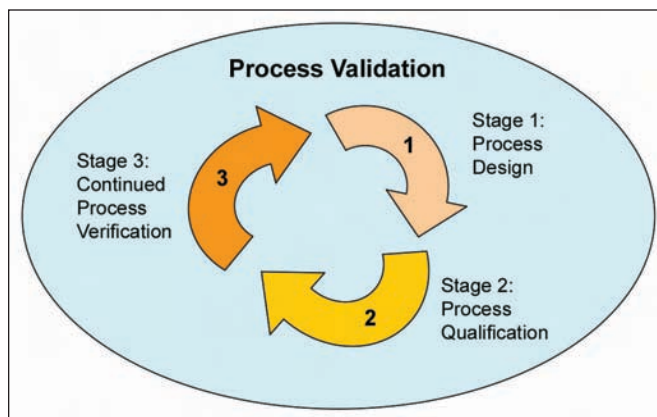 Process Validation
1
Stage 1:
Process
Design
2
Stage 2:
Process
Qualification
3
Stage 3:
Continued
Process
Verification